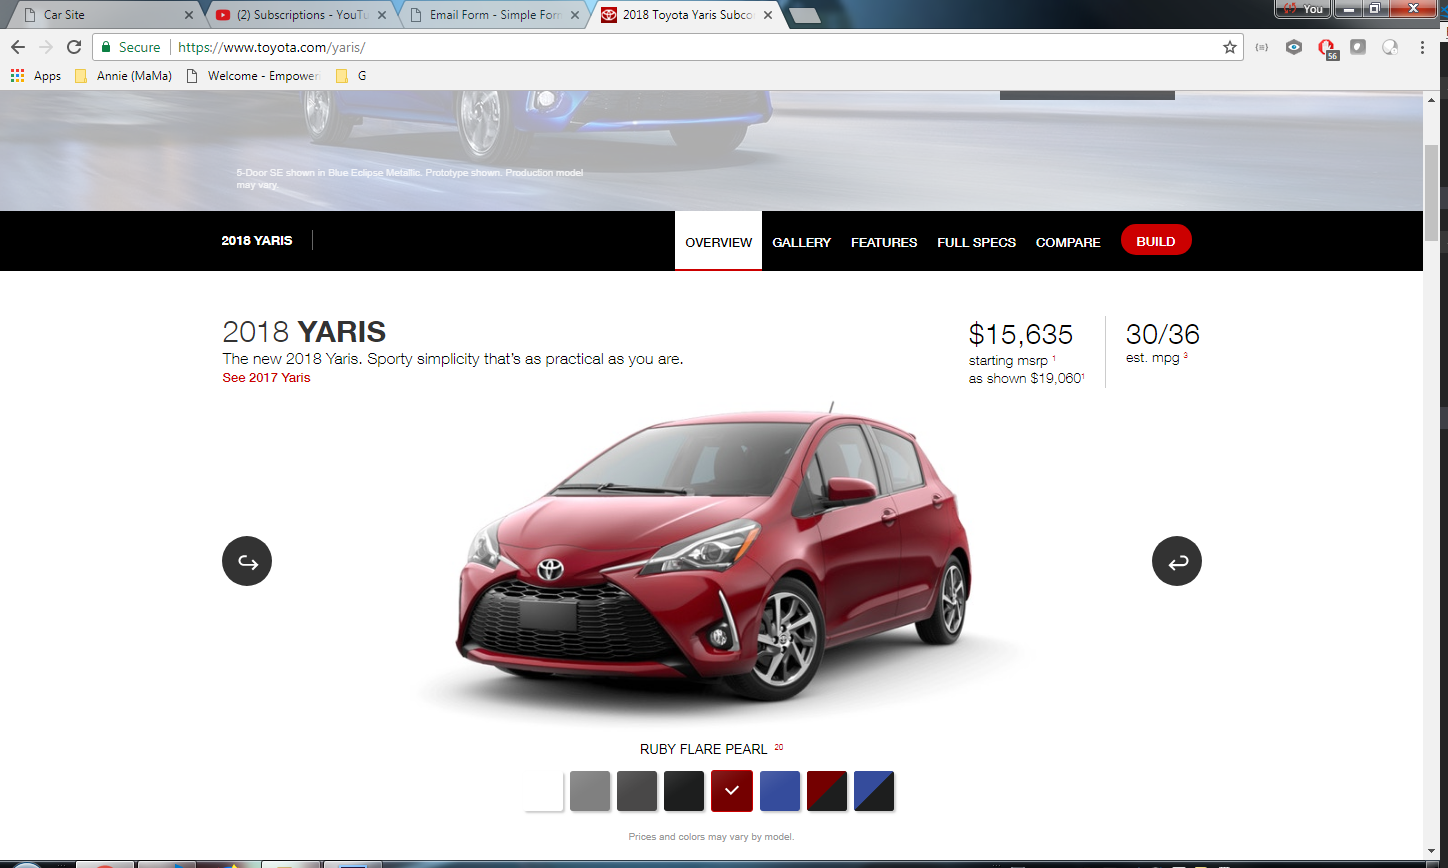 Car Site
(2) Subscriptions - YouTu
Email Form - Simple Form
2018 Toyota Yaris Subco
You
Secure
https://www.toyota.com/yaris/
56
Apps
Annie (MaMa)
Welcome - Empower
G
5-Door SE shown in Blue Eclipse Metallic. Prototype shown. Production model
may vary.
2018 YARIS
OVERVIEW
GALLERY
FEATURES
FULL SPECS
COMPARE
BUILD
2018 YARIS
The new 2018 Yaris. Sporty simplicity that's as practical as you are.
See 2017 Yaris
$15,635
starting msrp 1
as shown $19,060 1
30/36
est. mpg 3
RUBY FLARE PEARL 20
Prices and colors may vary by model.